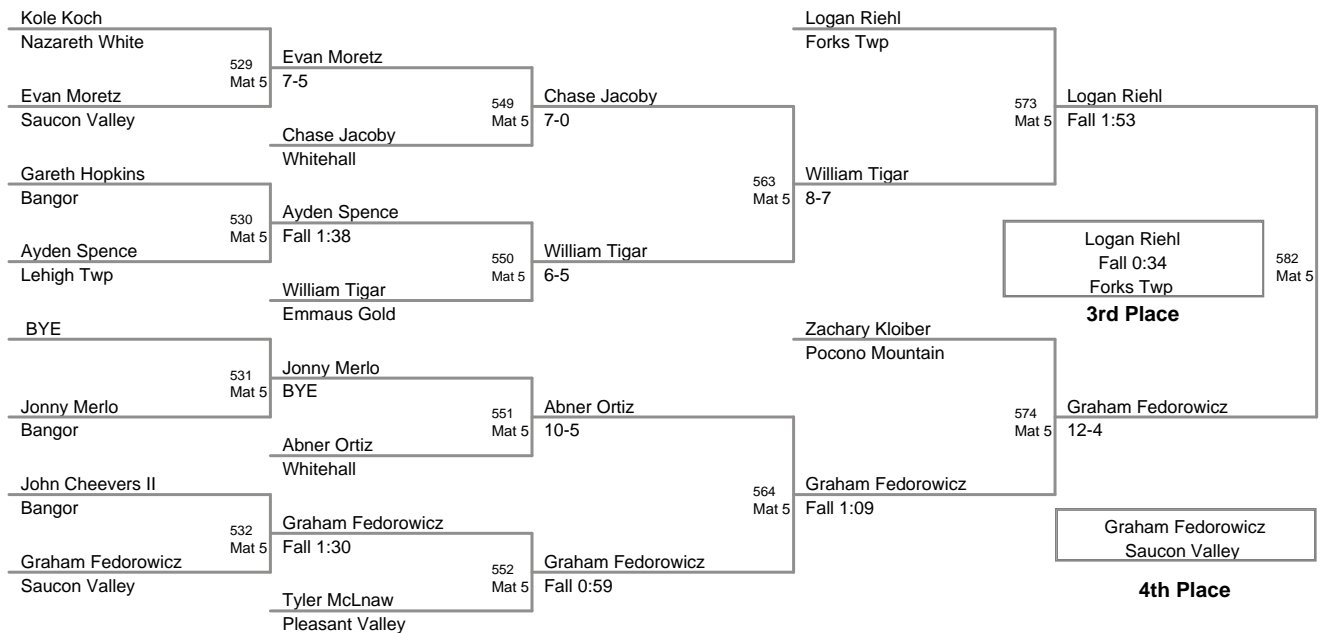 Kole Koch
Nazareth White
529
Mat 5
Evan Moretz
7-5
Evan Moretz
Saucon Valley
549
Mat 5
Chase Jacoby
7-0
Chase Jacoby
Whitehall
Gareth Hopkins
Bangor
530
Mat 5
Ayden Spence
Fall 1:38
Ayden Spence
Lehigh Twp
550
Mat 5
William Tigar
6-5
William Tigar
Emmaus Gold
563
Mat 5
William Tigar
8-7
Logan Riehl
Forks Twp
573
Mat 5
Logan Riehl
Fall 1:53
BYE
531
Mat 5
Jonny Merlo
BYE
Jonny Merlo
Bangor
551
Mat 5
Abner Ortiz
10-5
Abner Ortiz
Whitehall
John Cheevers II
Bangor
532
Mat 5
Graham Fedorowicz
Fall 1:30
Graham Fedorowicz
Saucon Valley
552
Mat 5
Graham Fedorowicz
Fall 0:59
Tyler McLnaw
Pleasant Valley
564
Mat 5
Graham Fedorowicz
Fall 1:09
Zachary Kloiber
Pocono Mountain
574
Mat 5
Graham Fedorowicz
12-4
582
Mat 5
Logan Riehl
Fall 0:34
Forks Twp
3rd Place
Graham Fedorowicz
Saucon Valley
4th Place